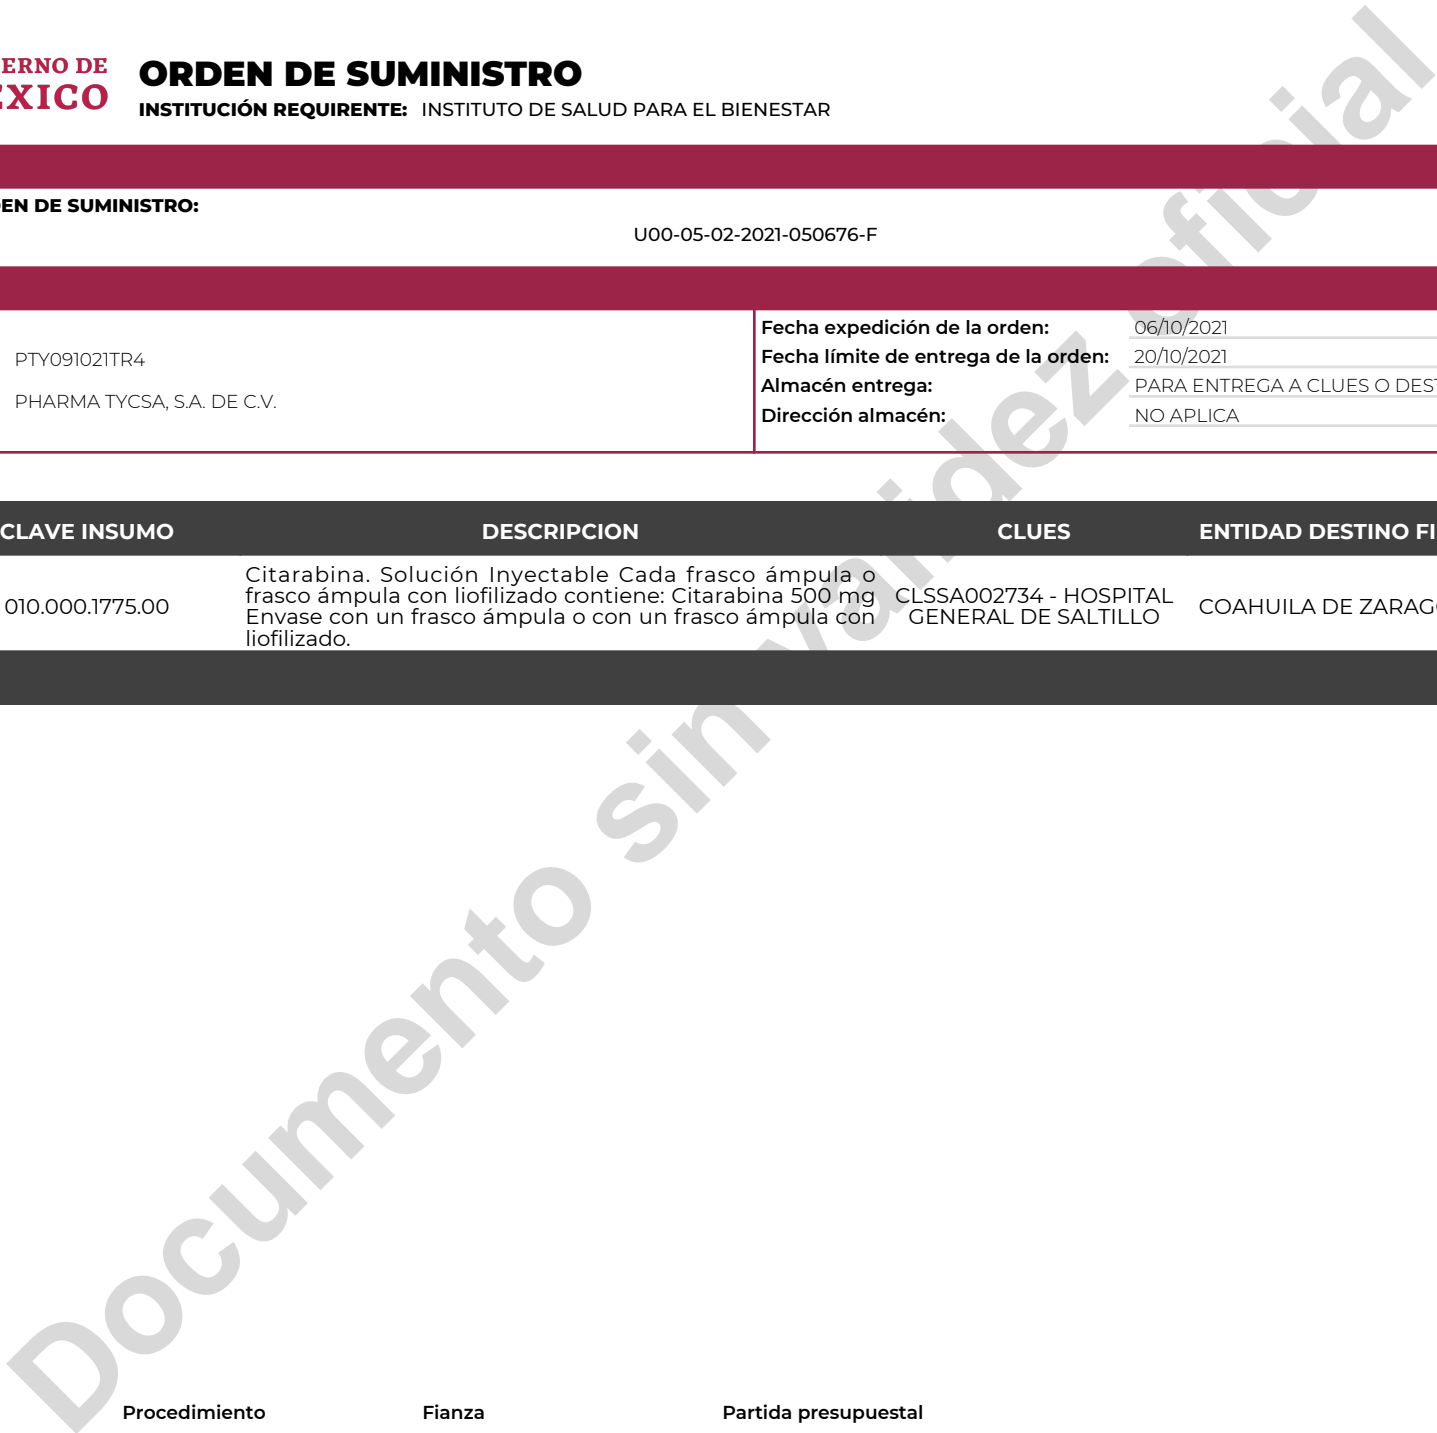 ERNO DE
EXICO
ORDEN DE SUMINISTRO
INSTITUCIÓN REQUIRENTE: INSTITUTO DE SALUD PARA EL BIENESTAR
EN DE SUMINISTRO:
U00-05-02-2021-050676-F
PTY091021TR4
PHARMA TYCSA, S.A. DE C.V.
Fecha expedición de la orden: 06/10/2021
Fecha límite de entrega de la orden: 20/10/2021
Almacén entrega: PARA ENTREGA A CLUES O DEST
Dirección almacén: NO APLICA
CLAVE INSUMO DESCRIPCION CLUES ENTIDAD DESTINO FI
010.000.1775.00
Citarabina. Solución Inyectable Cada frasco ámpula o
frasco ámpula con liofilizado contiene: Citarabina 500 mg
Envase con un frasco ámpula o con un frasco ámpula con
liofilizado.
CLSSA002734 - HOSPITAL
GENERAL DE SALTILLO
COAHUILA DE ZARAG
Documento sin validez oficial
Procedimiento Fianza Partida presupuestal